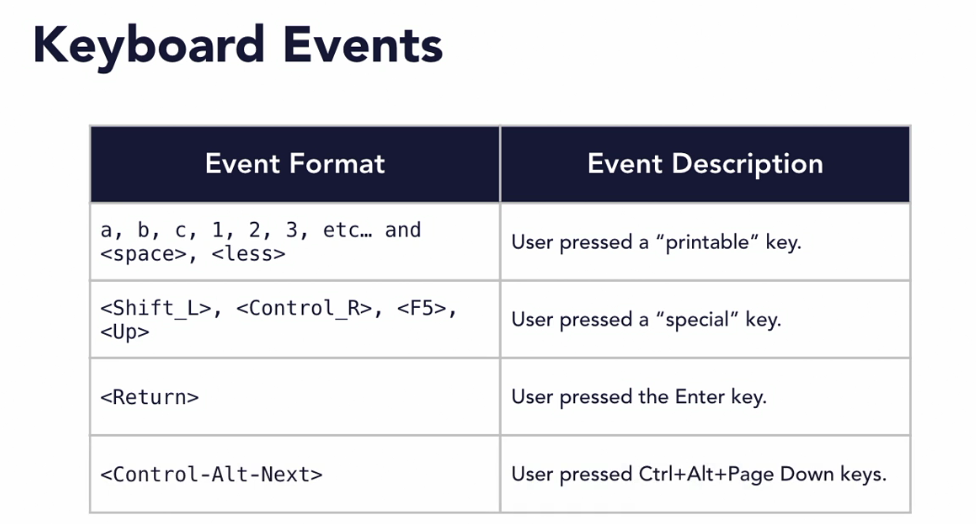 Keyboard Events
Event Format
Event Description
a, b, c, 1, 2, 3, etc… and
<space>, <less>
User pressed a “printable” key.
<Shift_L>, <Control_R>, <F5>,
<Up>
User pressed a “special” key.
<Return>
User pressed the Enter key.
<Control-Alt-Next>
User pressed Ctrl+Alt+Page Down keys.